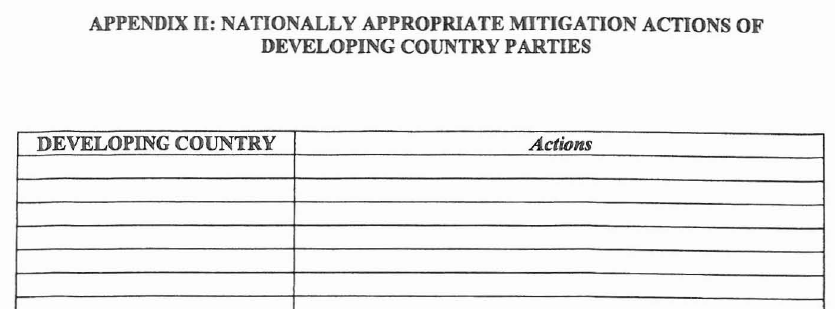 APPENDIX II: NATIONALLY APPROPRIATE MITIGATION ACTIONS OF
DEVELOPING COUNTRY PARTIES
DEVELOPING COUNTRY Actions